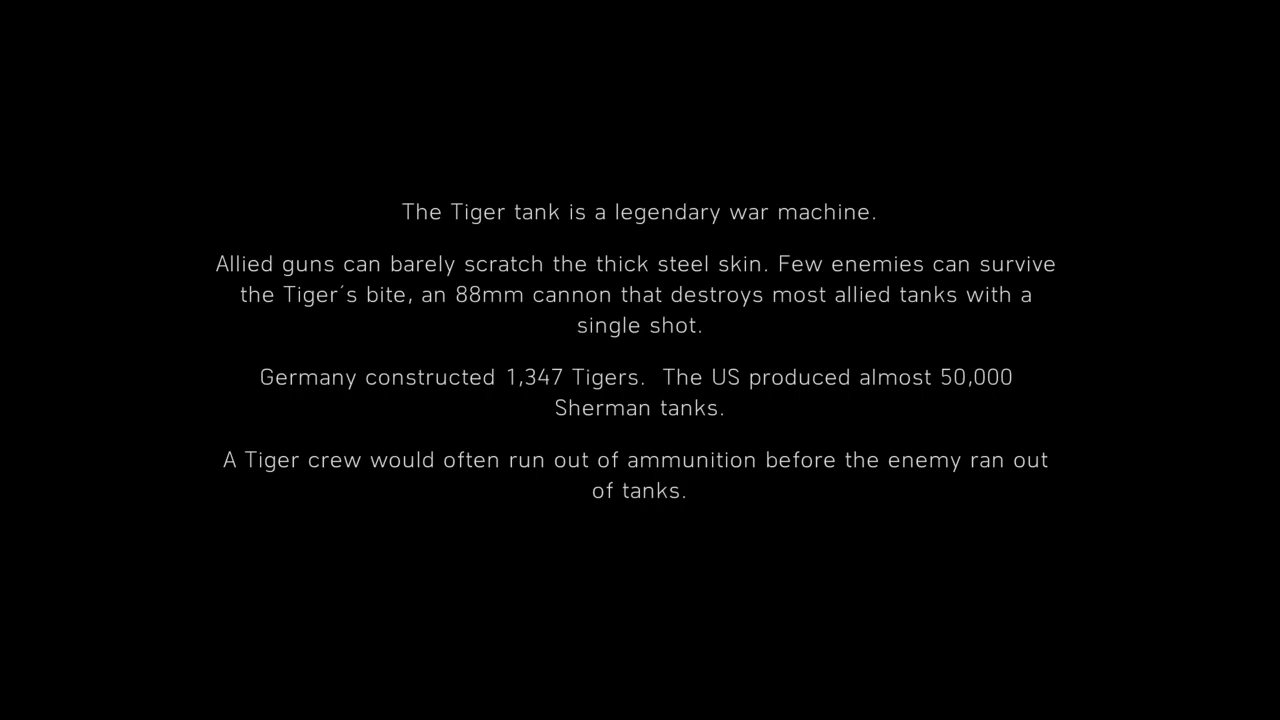 The Tiger tank is a legendary war machine.
Allied guns can barely scratch the thick steel skin. Few enemies can survive
the Tiger´s bite, an 88mm cannon that destroys most allied tanks with a
single shot.
Germany constructed 1,347 Tigers.  The US produced almost 50,000
Sherman tanks.
A Tiger crew would often run out of ammunition before the enemy ran out
of tanks.